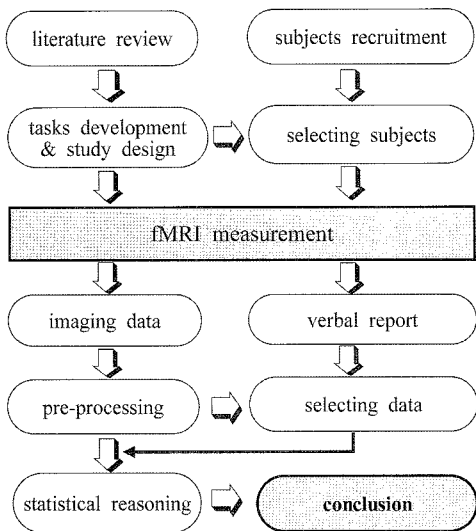 literature review
subjects recruitment
tasks development
& study design
selecting subjects
fMRI measurement
imaging data
verbal report
pre-processing
selecting data
statistical reasoning
conclusion